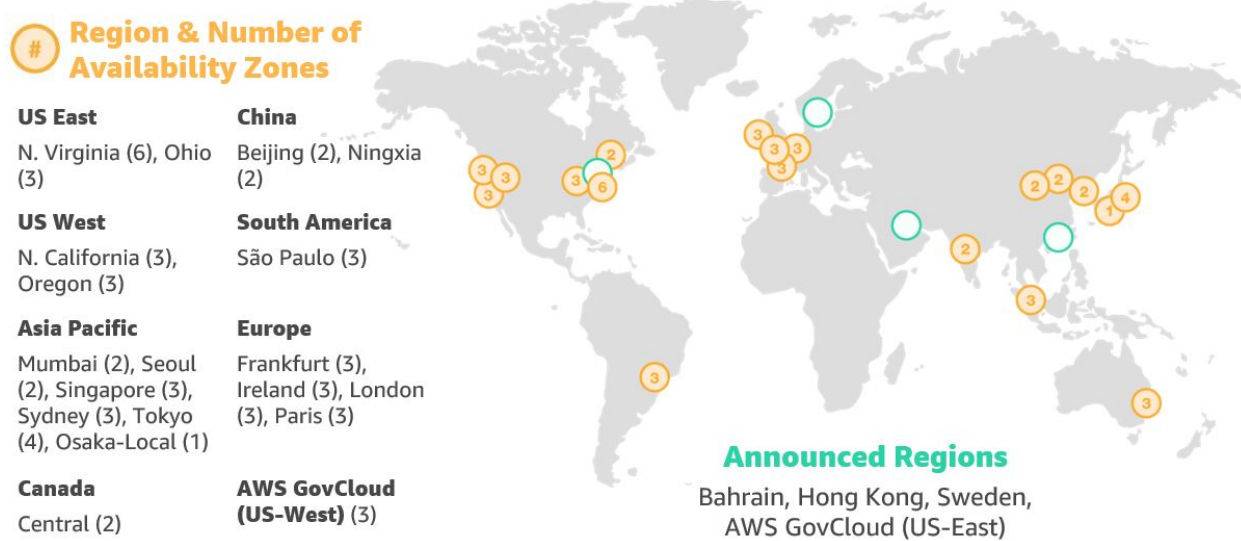 #
Region & Number of
Availability Zones
US East
N. Virginia (6), Ohio
(3)
China
Beijing (2), Ningxia
(2)
US West
N. California (3),
Oregon (3)
South America
São Paulo (3)
Asia Pacific
Mumbai (2), Seoul
(2), Singapore (3),
Sydney (3), Tokyo
(4), Osaka-Local (1)
Europe
Frankfurt (3),
Ireland (3), London
(3), Paris (3)
Canada
Central (2)
AWS GovCloud
(US-West) (3)
3
3
3
2
3
6
3
3
3
3
3
2
2
2
1
4
2
3
3
Announced Regions
Bahrain, Hong Kong, Sweden,
AWS GovCloud (US-East)